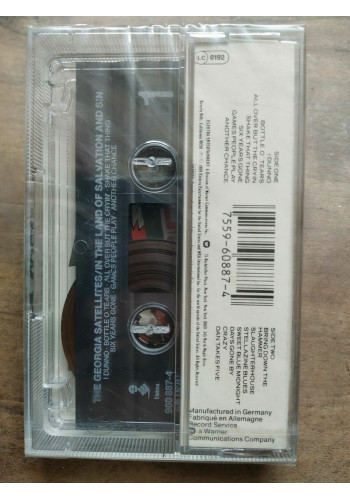 THE GEORGIA SATELLITES/IN THE LAND OF SALVATION AND SIN
I DUNNO · BOTTLE O' TEARS · ALL OVER BUT THE CRYIN' · SHAKE THAT THING
SIX YEARS GONE · GAMES PEOPLE PLAY · ANOTHER CHANCE
1
Elektra
960 887-4
LC 0192
SIDE ONE
I DUNNO
BOTTLE O' TEARS
ALL OVER BUT THE CRYIN'
SHAKE THAT THING
SIX YEARS GONE
GAMES PEOPLE PLAY
ANOTHER CHANCE
7559-60887-4
SIDE TWO
BRING DOWN THE
HAMMER
SLAUGHTERHOUSE
STELLAZINE BLUES
SWEET BLUE MIDNIGHT
DAYS GONE BY
CRAZY
DAN TAKES FIVE
Manufactured in Germany
Fabriqué en Allemagne
Record Service
a Warner
Communications Company